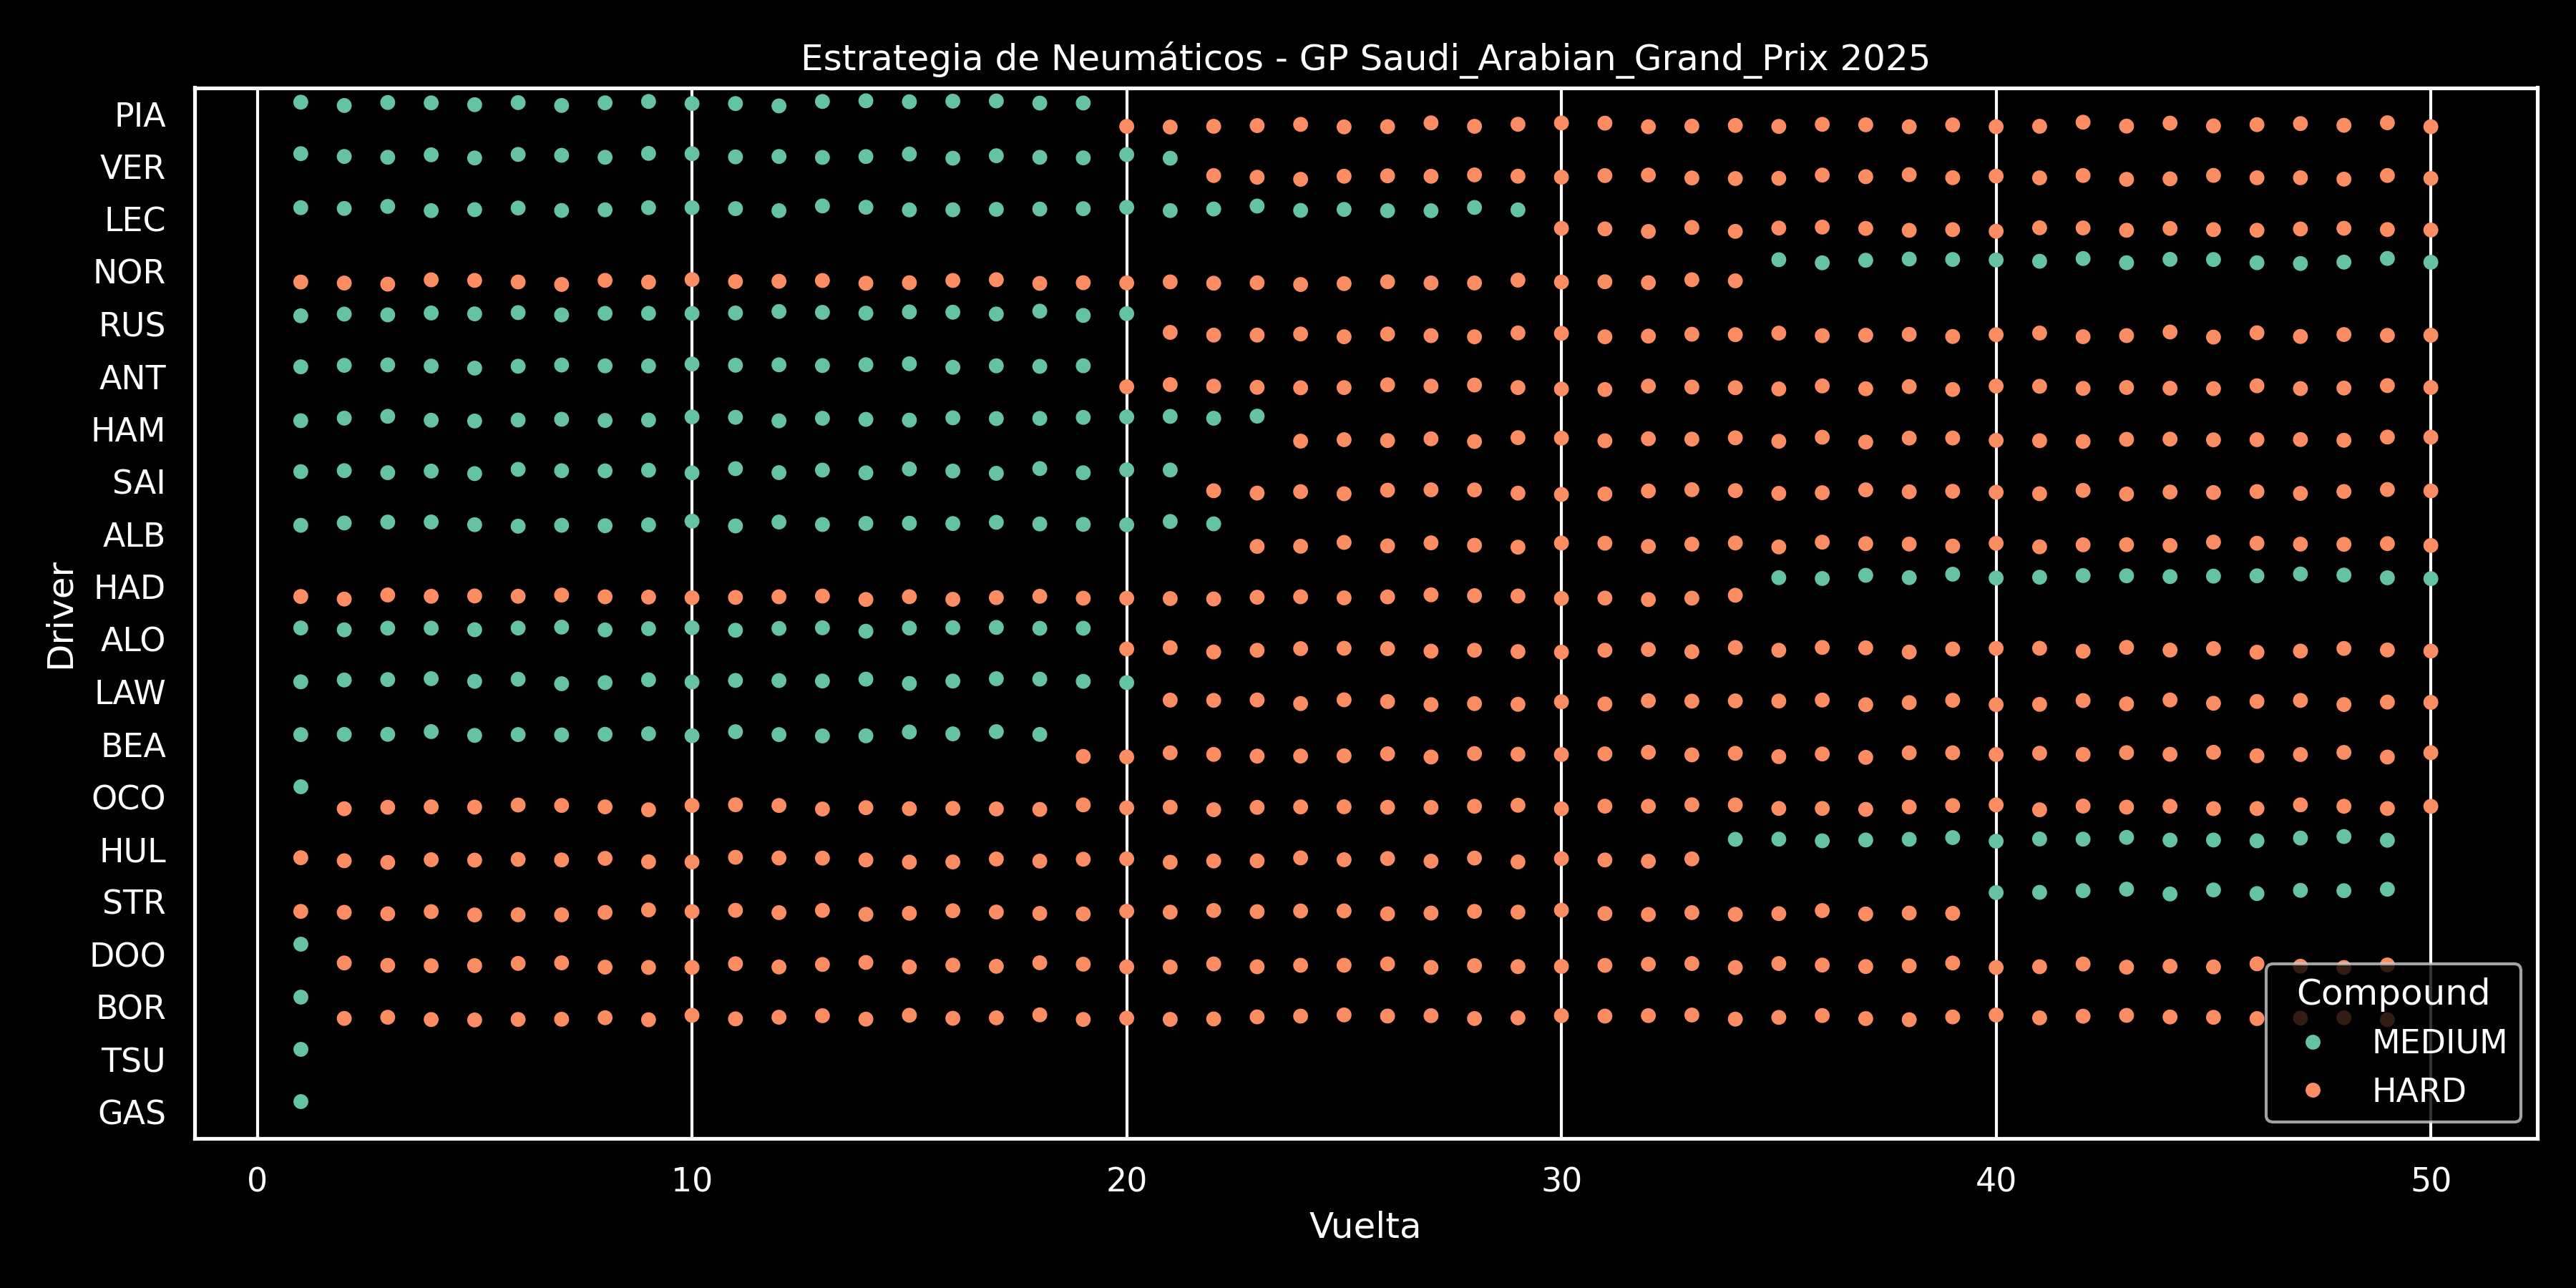 Estrategia de Neumáticos - GP Saudi_Arabian_Grand_Prix 2025
PIA
VER
LEC
NOR
RUS
ANT
HAM
SAI
ALB
HAD
ALO
LAW
BEA
OCO
HUL
STR
DOO
BOR
TSU
GAS
Driver
Compound
MEDIUM
HARD
0 10 20 30 40 50
Vuelta